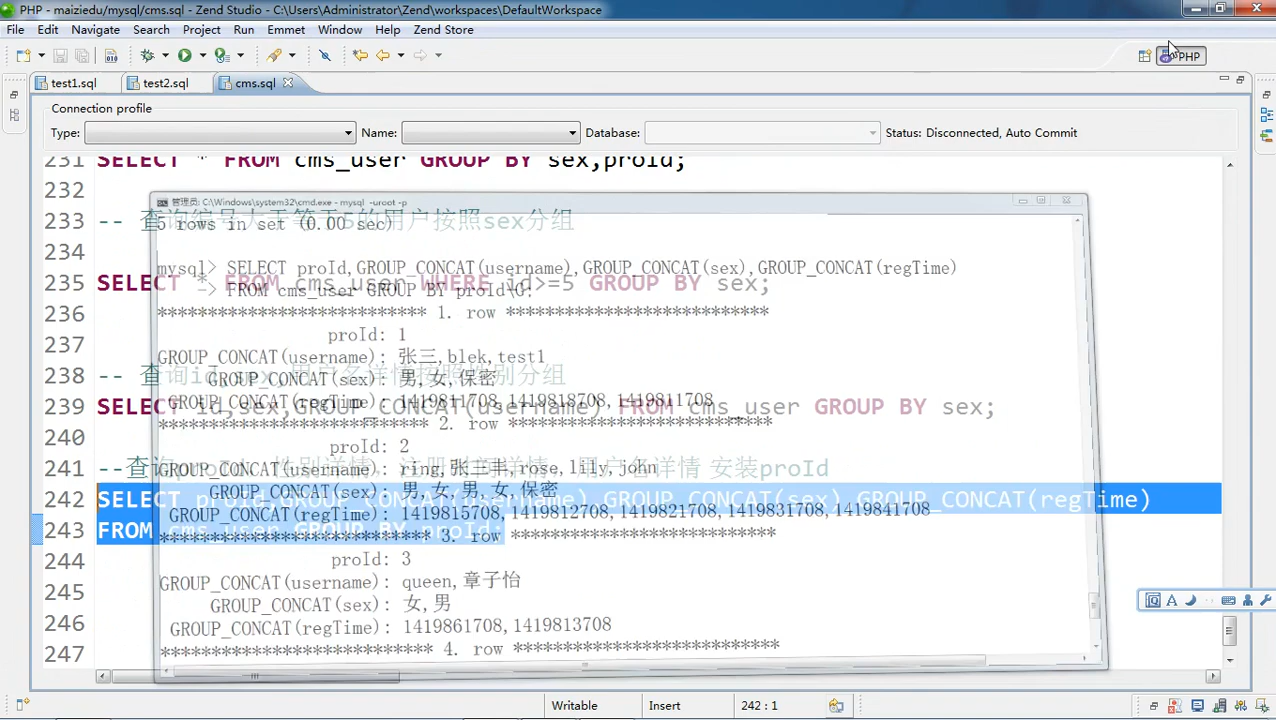 PHP - maiziedu/mysql/cms.sql - Zend Studio - C:\Users\Administrator\Zend\workspaces\DefaultWorkspace
File Edit Navigate Search Project Run Emmet Window Help Zend Store
PHP
test1.sql test2.sql cms.sql
Connection profile
Type: Name: Database: Status: Disconnected, Auto Commit
231 SELECT * FROM cms_user GROUP BY sex,proId;
232
233 -- 查询编号大于等于5的用户按照sex分组
234
235 SELECT * FROM cms_user WHERE id>=5 GROUP BY sex;
236
237
238 -- 查询id,sex,用户名详情按照性别分组
239 SELECT id,sex,GROUP_CONCAT(username) FROM cms_user GROUP BY sex;
240
241 --查询proId,性别详情,注册时间详情,用户名详情 安装proId
242 SELECT proId,GROUP_CONCAT(username),GROUP_CONCAT(sex),GROUP_CONCAT(regTime)
243 FROM cms_user GROUP BY proId;
244
245
246
247
管理员: C:\Windows\system32\cmd.exe - mysql -uroot -p
5 rows in set (0.00 sec)
mysql> SELECT proId,GROUP_CONCAT(username),GROUP_CONCAT(sex),GROUP_CONCAT(regTime)
-> FROM cms_user GROUP BY proId\G;
*************************** 1. row ***************************
proId: 1
GROUP_CONCAT(username): 张三,blek,test1
GROUP_CONCAT(sex): 男,女,保密
GROUP_CONCAT(regTime): 1419811708,1419818708,1419811708
*************************** 2. row ***************************
proId: 2
GROUP_CONCAT(username): ring,张三丰,rose,lily,john
GROUP_CONCAT(sex): 男,女,男,女,保密
GROUP_CONCAT(regTime): 1419815708,1419812708,1419821708,1419831708,1419841708
*************************** 3. row ***************************
proId: 3
GROUP_CONCAT(username): queen,章子怡
GROUP_CONCAT(sex): 女,男
GROUP_CONCAT(regTime): 1419861708,1419813708
*************************** 4. row ***************************
Writable Insert 242 : 1